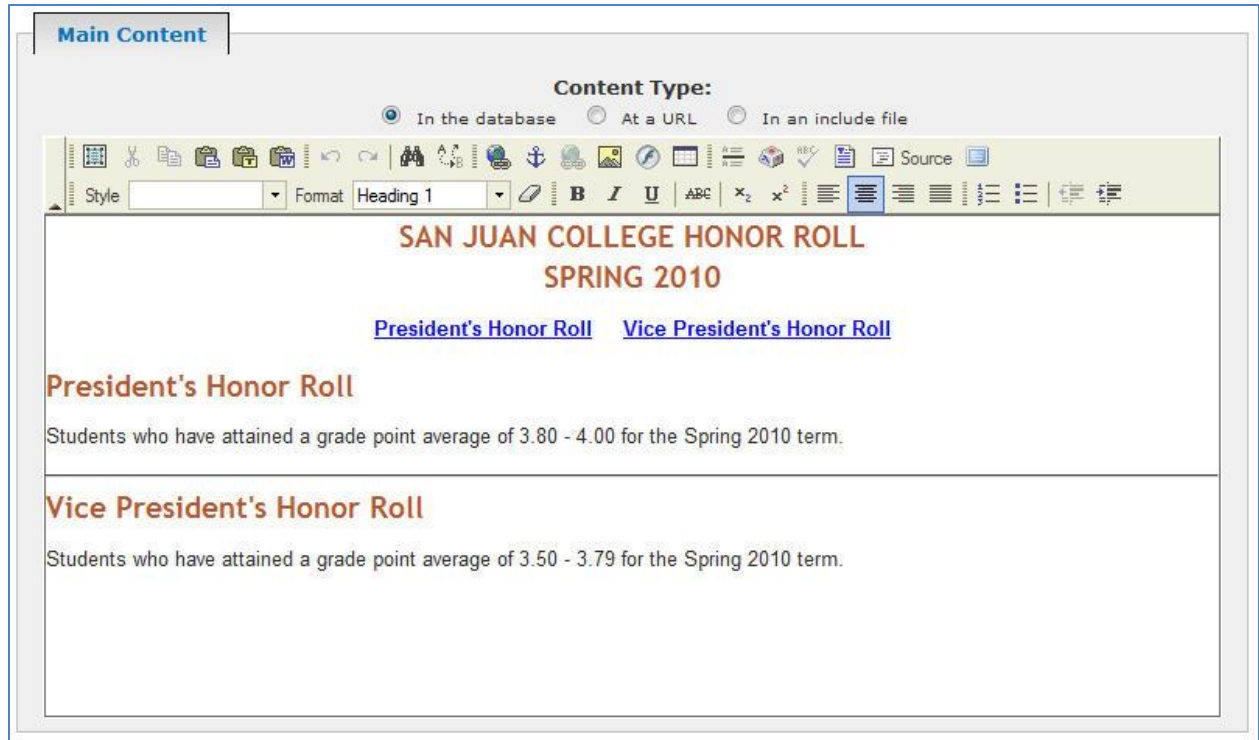 Main Content
Content Type:
In the database At a URL In an include file
Source
Style Format Heading 1 B I U ABC x₂ x²
SAN JUAN COLLEGE HONOR ROLL
SPRING 2010
President's Honor Roll Vice President's Honor Roll
President's Honor Roll
Students who have attained a grade point average of 3.80 - 4.00 for the Spring 2010 term.
Vice President's Honor Roll
Students who have attained a grade point average of 3.50 - 3.79 for the Spring 2010 term.